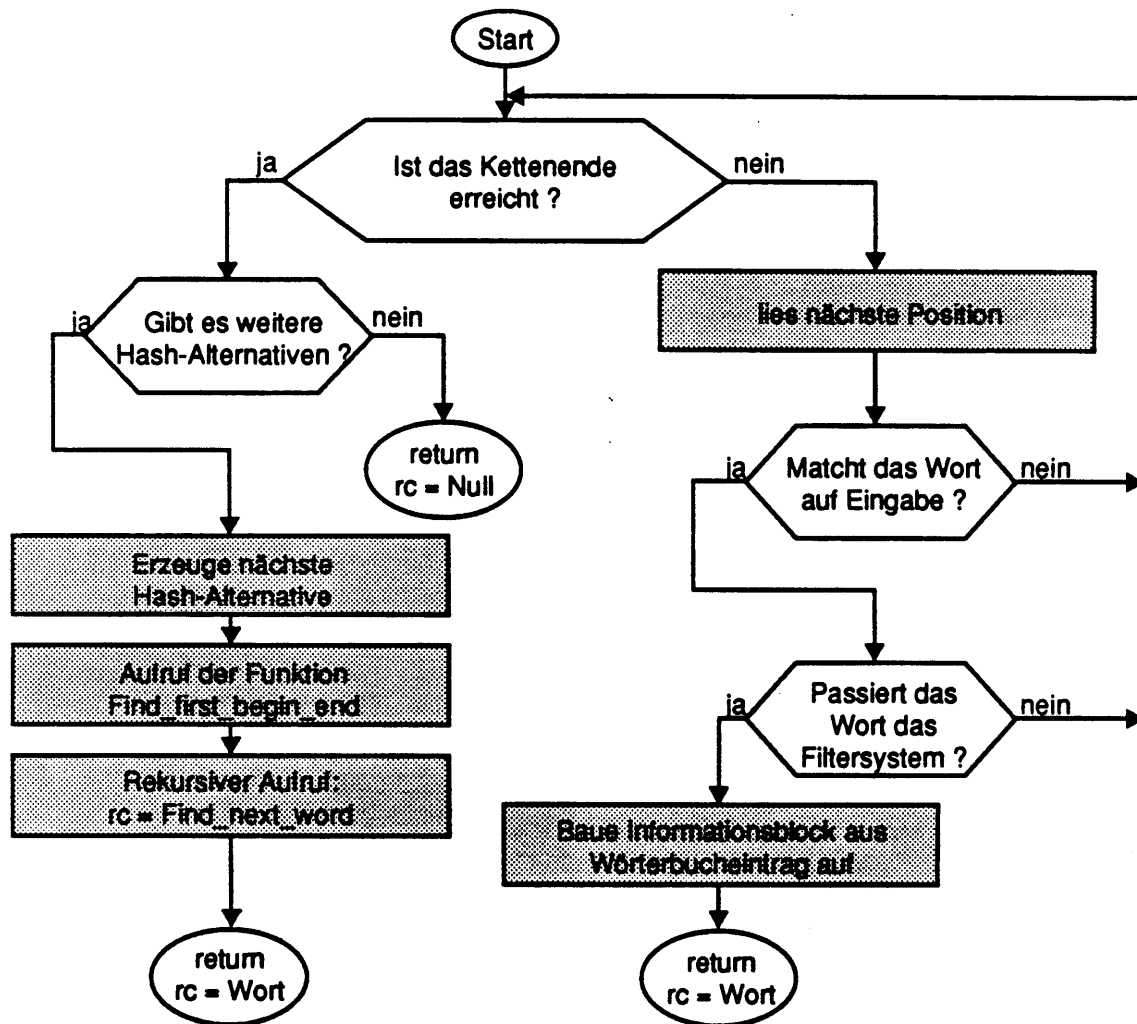 Start
ja
Ist das Kettenende
erreicht ?
nein
ja
Gibt es weitere
Hash-Alternativen ?
nein
lies nächste Position
return
rc = Null
ja
Matcht das Wort
auf Eingabe ?
nein
Erzeuge nächste
Hash-Alternative
Aufruf der Funktion
Find_first_begin_end
ja
Passiert das
Wort das
Filtersystem ?
nein
Rekursiver Aufruf:
rc = Find_next_word
Baue Informationsblock aus
Wörterbucheintrag auf
return
rc = Wort
return
rc = Wort